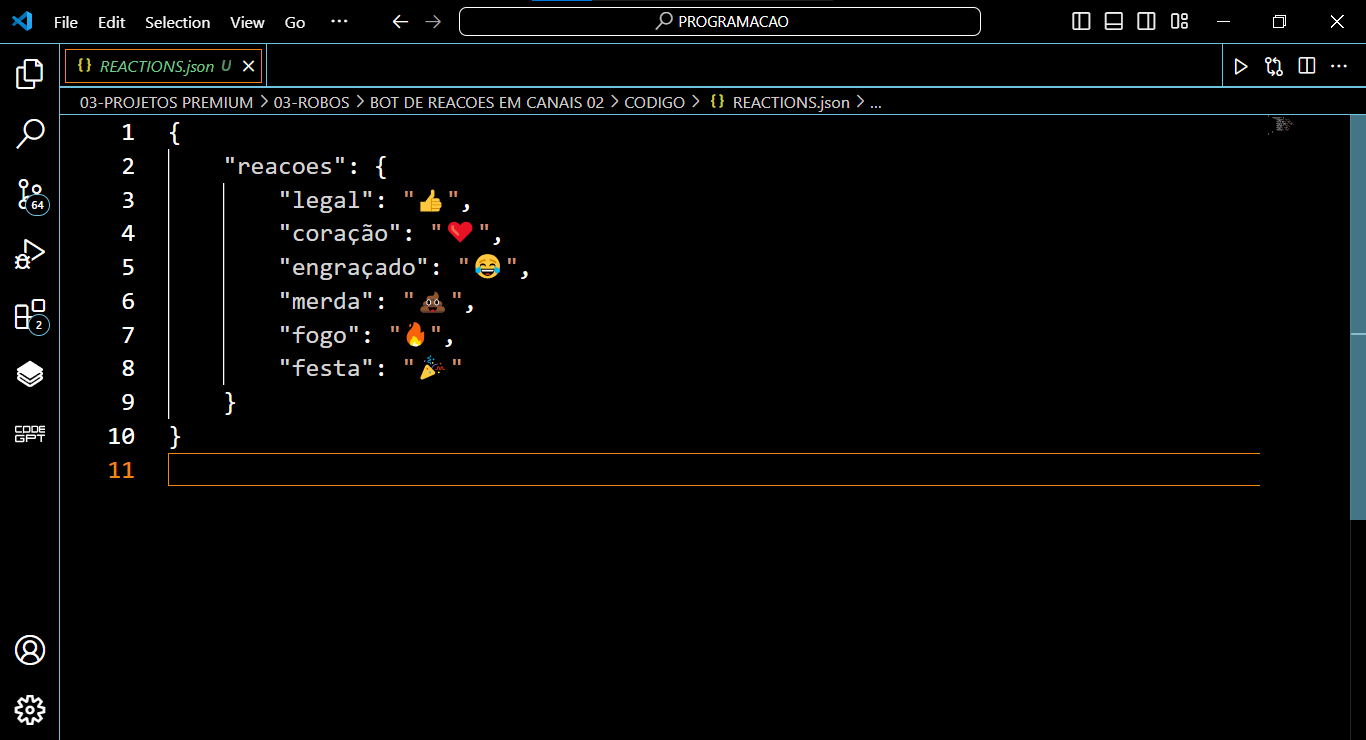 File Edit Selection View Go ··· PROGRAMACAO
{} REACTIONS.json U
03-PROJETOS PREMIUM > 03-ROBOS > BOT DE REACOES EM CANAIS 02 > CODIGO > {} REACTIONS.json > ...
1 {
2 "reacoes": {
3 "legal": "👍",
4 "coração": "❤️",
5 "engraçado": "😂",
6 "merda": "💩",
7 "fogo": "🔥",
8 "festa": "🎉"
9 }
10 }
11
64
2
CODE
GPT